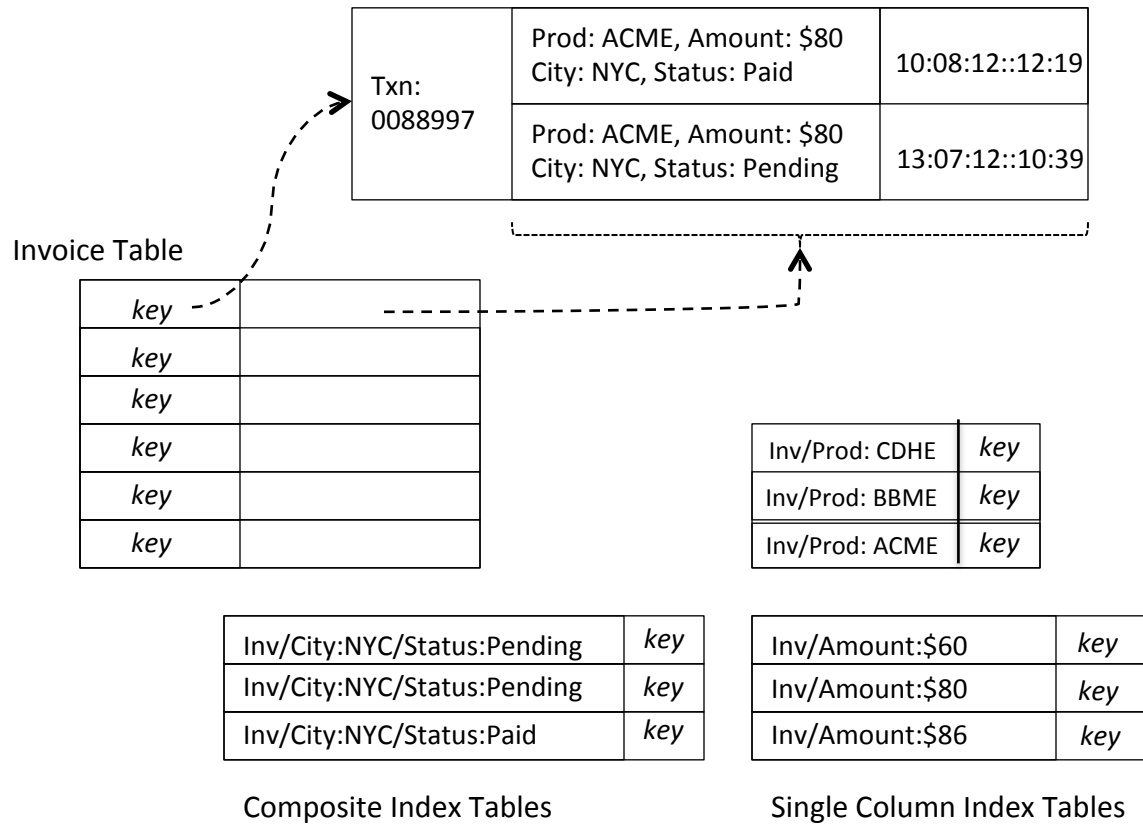 Txn:
0088997
Prod: ACME, Amount: $80
City: NYC, Status: Paid
10:08:12::12:19
Prod: ACME, Amount: $80
City: NYC, Status: Pending
13:07:12::10:39
Invoice Table
key
key
key
key
key
key
Inv/Prod: CDHE key
Inv/Prod: BBME key
Inv/Prod: ACME key
Inv/City:NYC/Status:Pending key
Inv/City:NYC/Status:Pending key
Inv/City:NYC/Status:Paid key
Inv/Amount:$60 key
Inv/Amount:$80 key
Inv/Amount:$86 key
Composite Index Tables
Single Column Index Tables